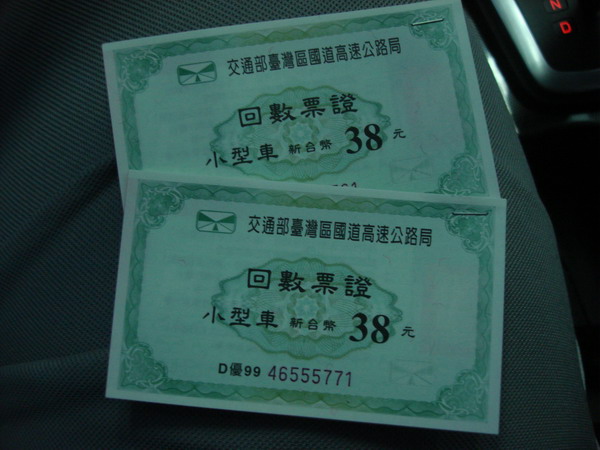 交通部臺灣區國道高速公路局
回數票證
小型車 新台幣 38 元
交通部臺灣區國道高速公路局
回數票證
小型車 新台幣 38 元
D優99 46555771
N
D